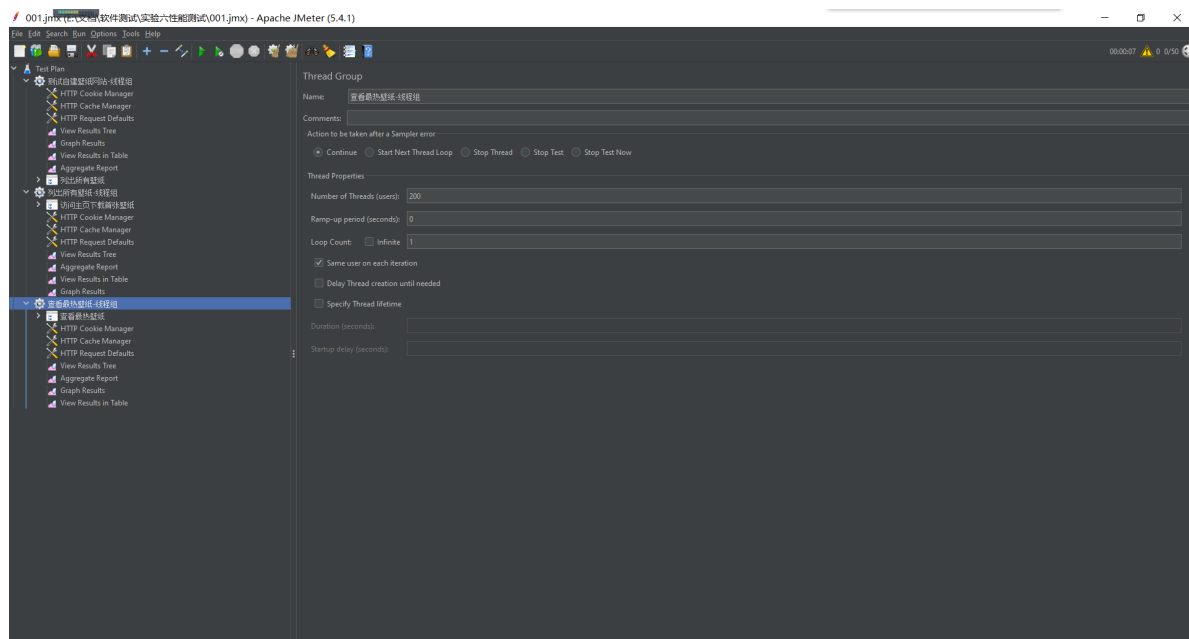 001.jmx (E:\文档\软件测试\实验六性能测试\001.jmx) - Apache JMeter (5.4.1)
File Edit Search Run Options Tools Help
00:00:07 0 0/50
Test Plan
测试自建壁纸网站-线程组
HTTP Cookie Manager
HTTP Cache Manager
HTTP Request Defaults
View Results Tree
Graph Results
View Results in Table
Aggregate Report
列出所有壁纸
列出所有壁纸-线程组
访问主页下载首张壁纸
HTTP Cookie Manager
HTTP Cache Manager
HTTP Request Defaults
View Results Tree
Aggregate Report
View Results in Table
Graph Results
查看最热壁纸-线程组
查看最热壁纸
HTTP Cookie Manager
HTTP Cache Manager
HTTP Request Defaults
View Results Tree
Aggregate Report
Graph Results
View Results in Table
Thread Group
Name: 查看最热壁纸-线程组
Comments:
Action to be taken after a Sampler error
Continue Start Next Thread Loop Stop Thread Stop Test Stop Test Now
Thread Properties
Number of Threads (users): 200
Ramp-up period (seconds): 0
Loop Count: Infinite 1
Same user on each iteration
Delay Thread creation until needed
Specify Thread lifetime
Duration (seconds):
Startup delay (seconds):